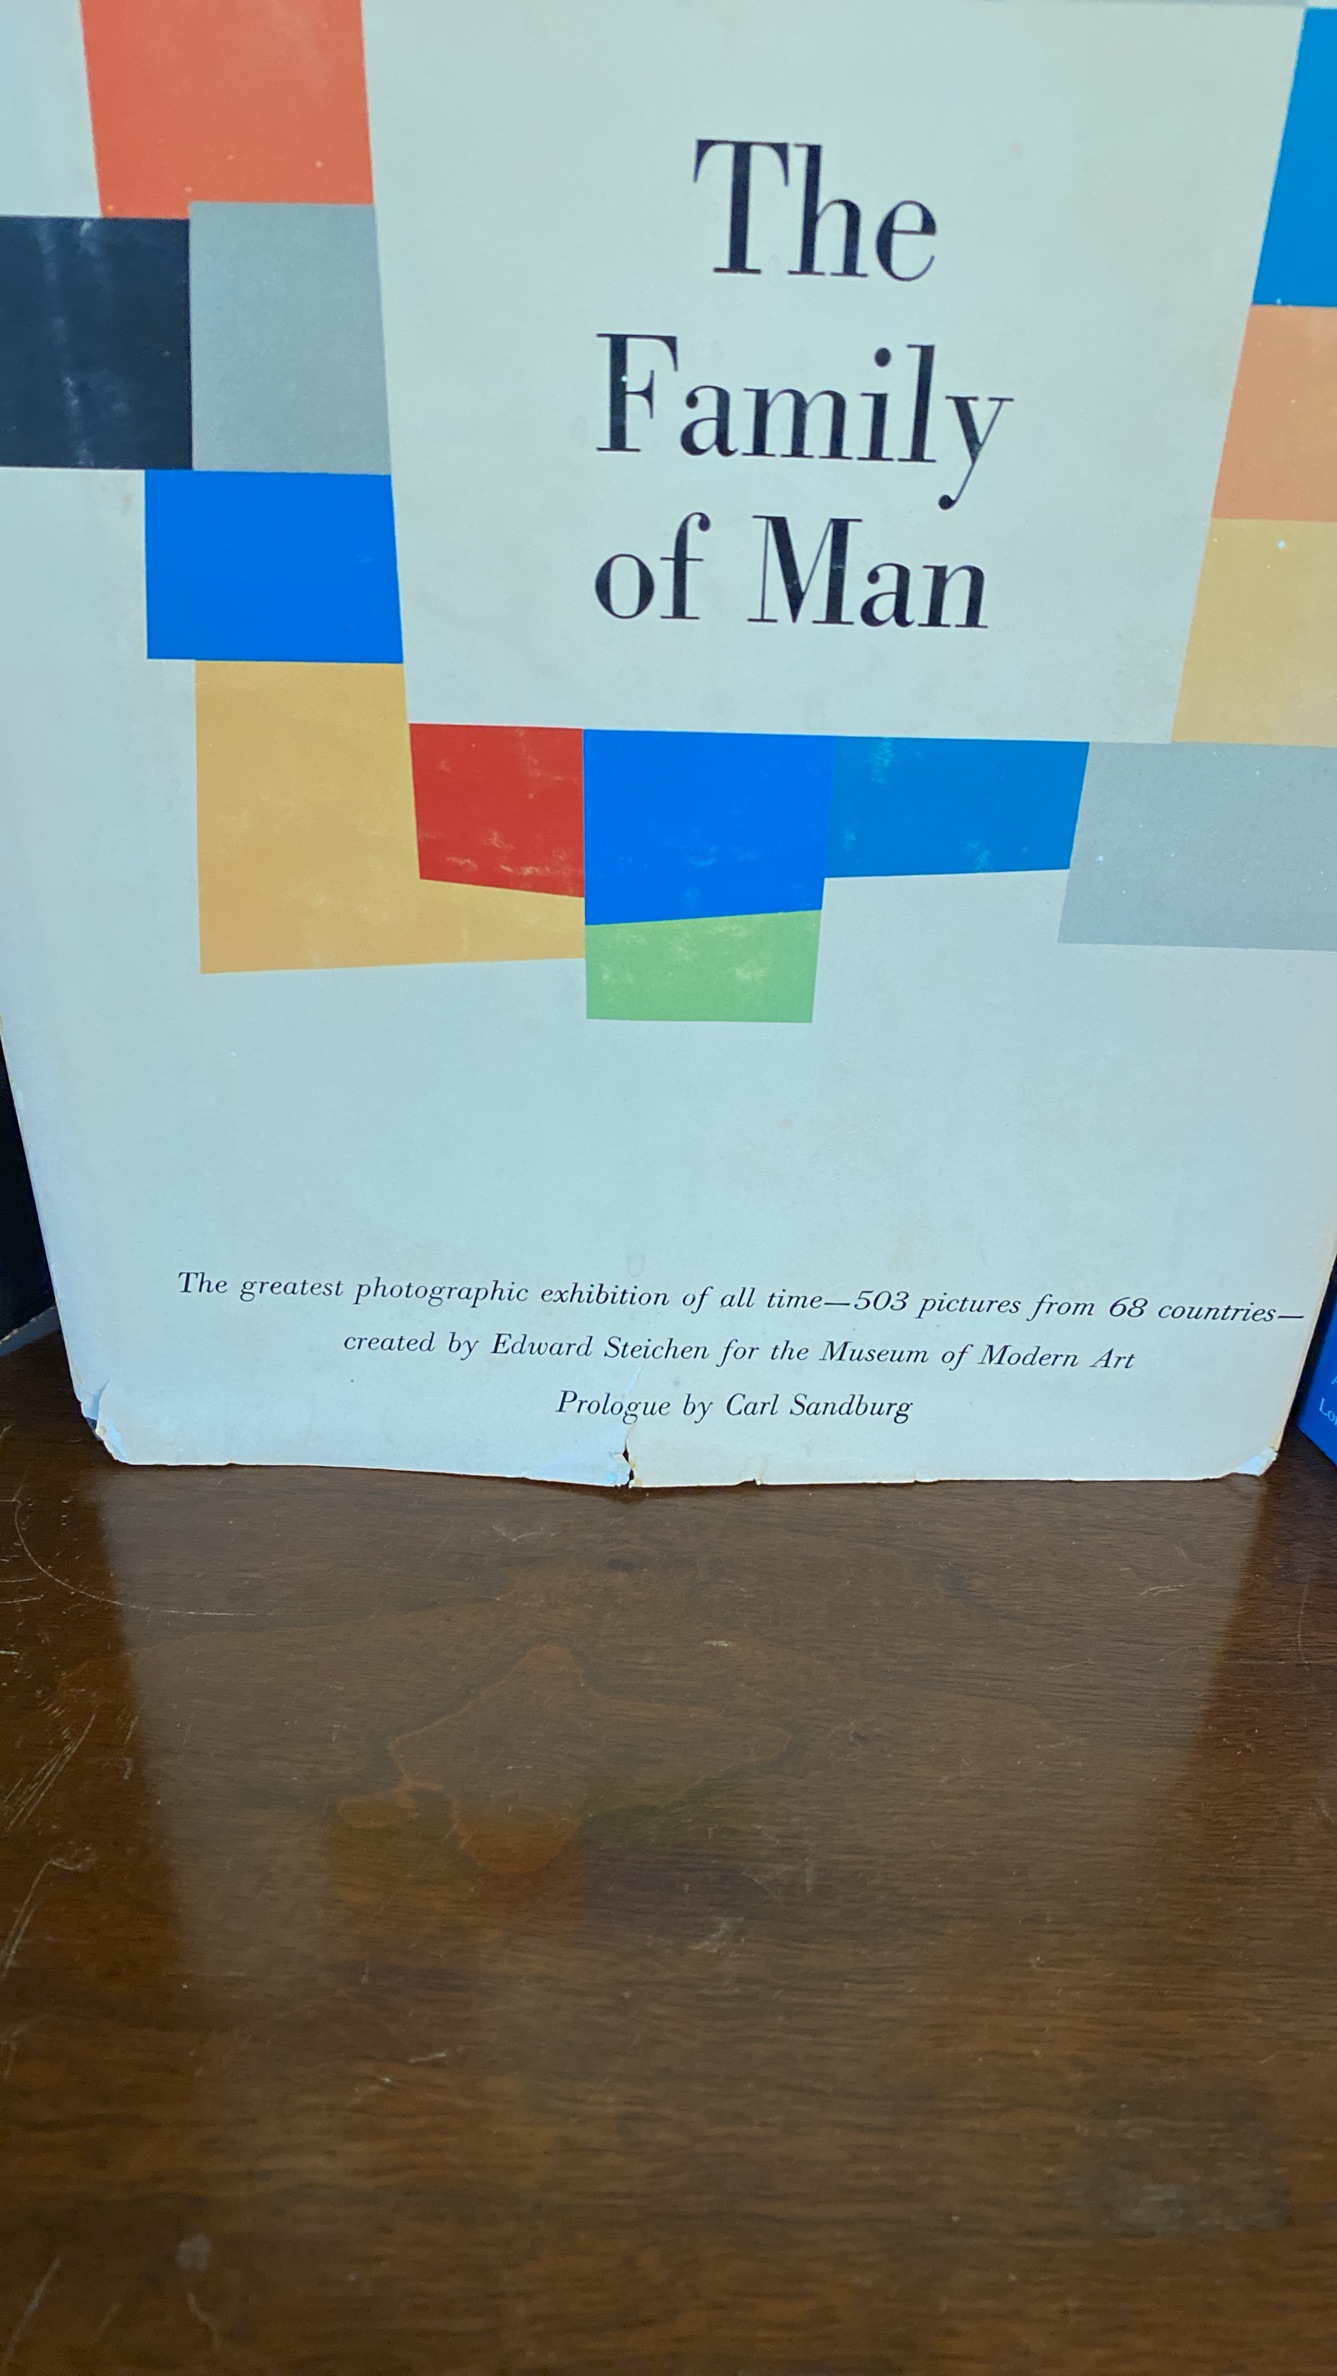 The
Family
of Man
The greatest photographic exhibition of all time—503 pictures from 68 countries—
created by Edward Steichen for the Museum of Modern Art
Prologue by Carl Sandburg